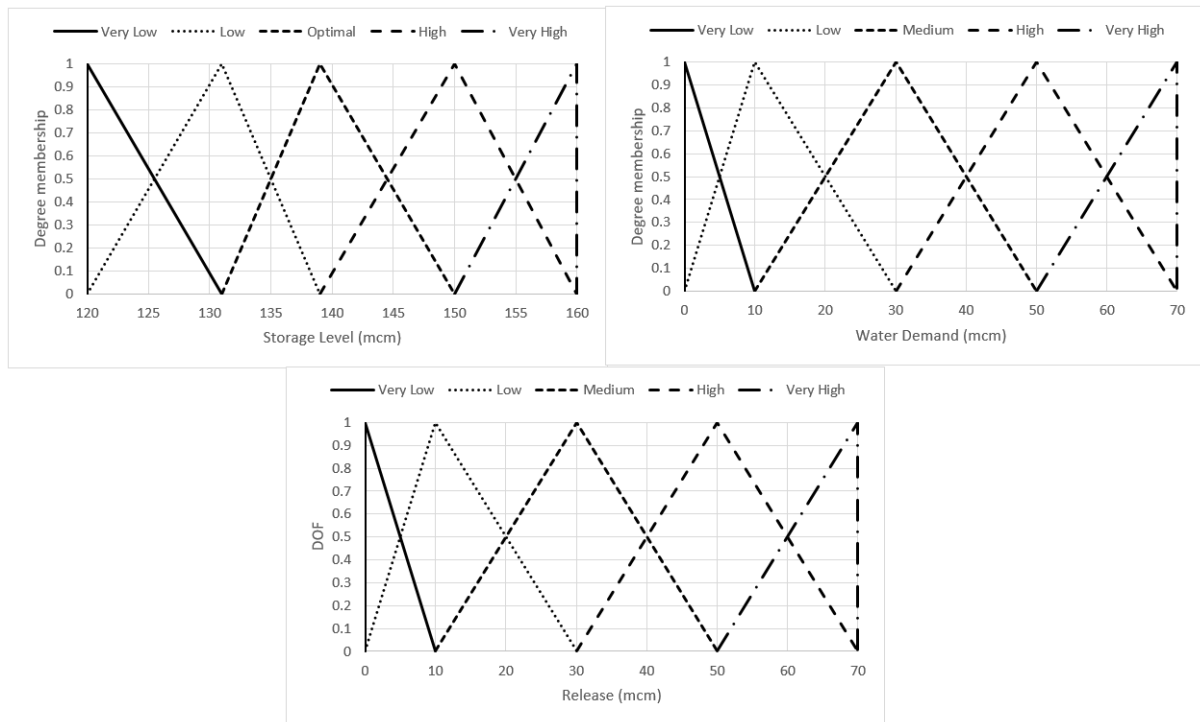 Very Low Low Optimal High Very High
1
0.9
0.8
0.7
0.6
0.5
0.4
0.3
0.2
0.1
0
Degree membership
120 125 130 135 140 145 150 155 160
Storage Level (mcm)
Very Low Low Medium High Very High
1
0.9
0.8
0.7
0.6
0.5
0.4
0.3
0.2
0.1
0
Degree membership
0 10 20 30 40 50 60 70
Water Demand (mcm)
Very Low Low Medium High Very High
1
0.9
0.8
0.7
0.6
0.5
0.4
0.3
0.2
0.1
0
DOF
0 10 20 30 40 50 60 70
Release (mcm)